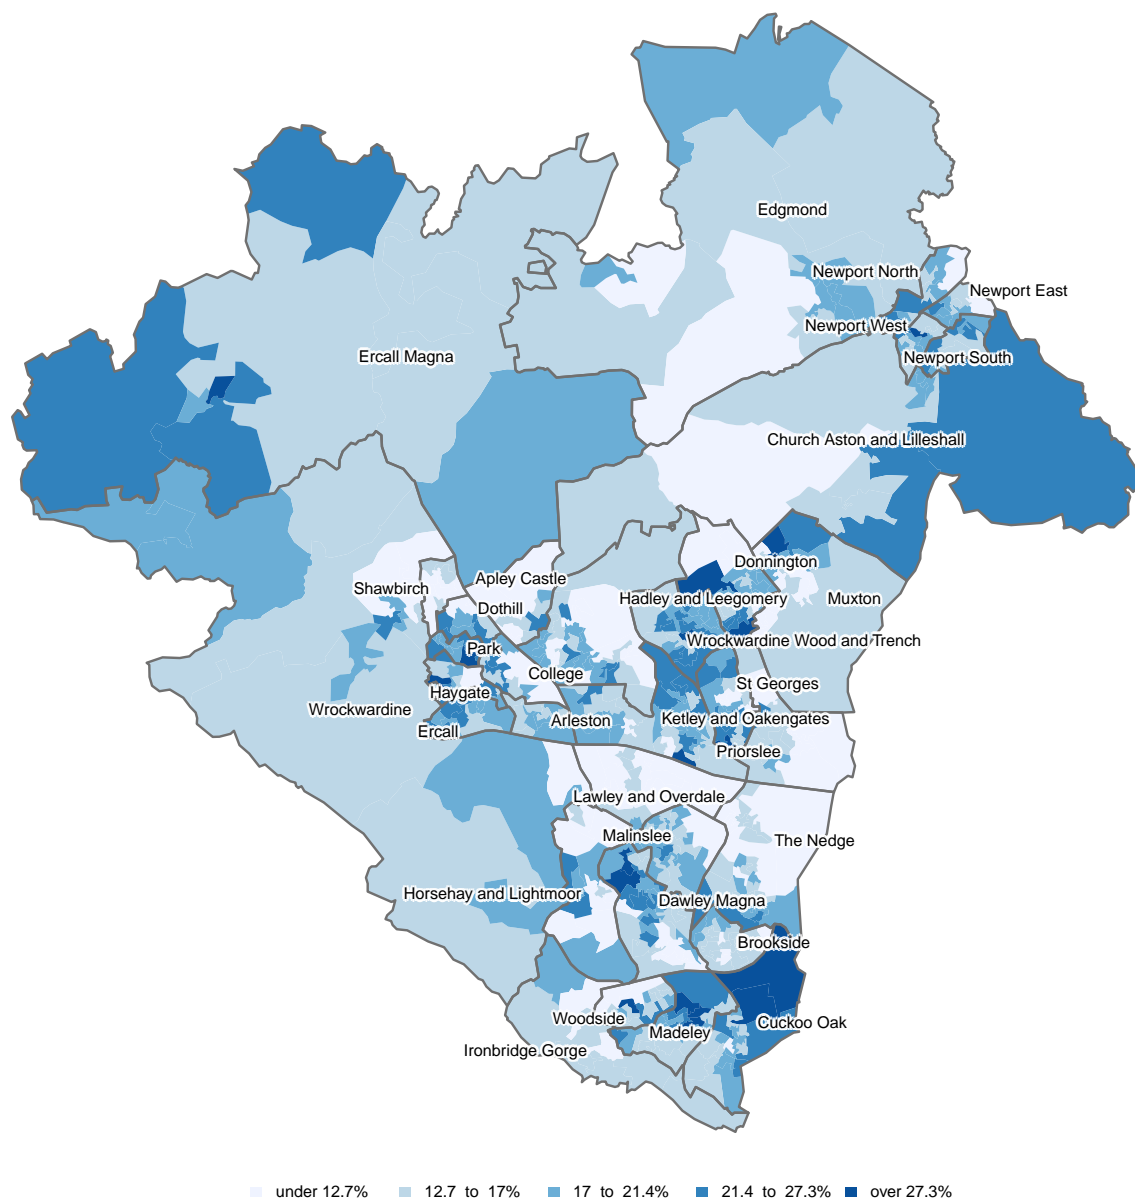 Edgmond
Newport North
Newport East
Newport West
Ercall Magna
Newport South
Church Aston and Lilleshall
Donnington
Apley Castle
Shawbirch
Hadley and Leegomery
Muxton
Dothill
Wrockwardine Wood and Trench
Park
College
St Georges
Haygate
Wrockwardine
Ketley and Oakengates
Arleston
Ercall
Priorslee
Lawley and Overdale
Malinslee
The Nedge
Horsehay and Lightmoor
Dawley Magna
Brookside
Woodside
Cuckoo Oak
Madeley
Ironbridge Gorge
under 12.7% 12.7 to 17% 17 to 21.4% 21.4 to 27.3% over 27.3%